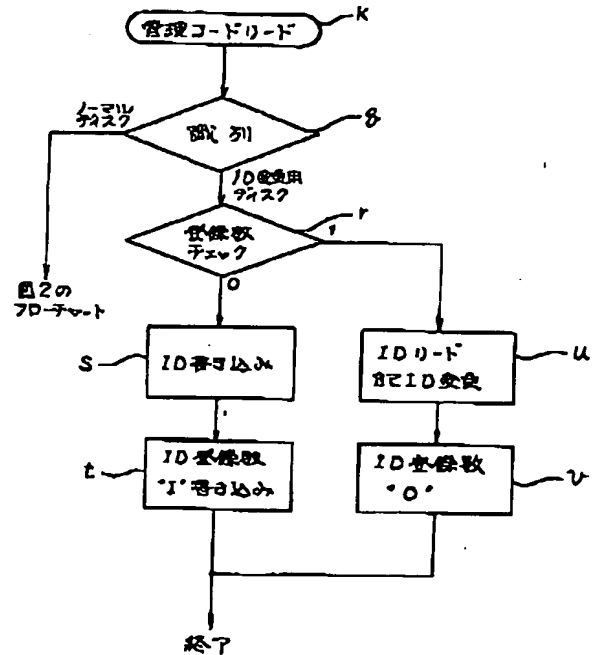 管理コードリード
K
ノーマル
ディスク
識別
q
ID変更用
ディスク
登録数
チェック
r
1
0
図2の
フローチャート
S
ID書き込み
IDリード
全てID変更
u
t
ID登録数
"1"書き込み
ID登録数
"0"
v
終了